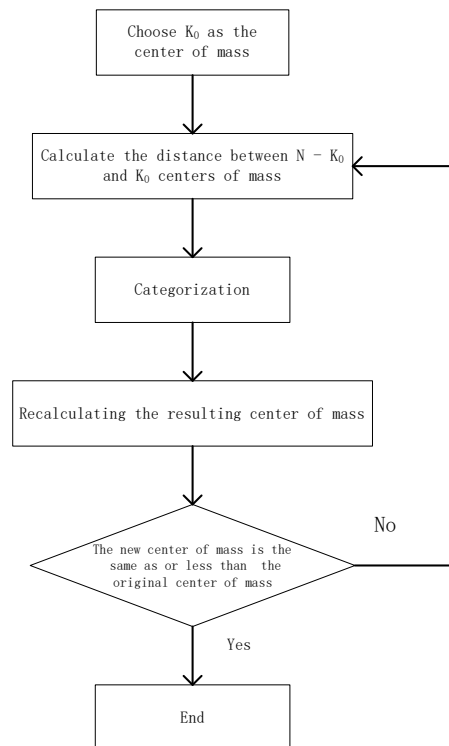 Choose K₀ as the
center of mass
Calculate the distance between N - K₀
and K₀ centers of mass
Categorization
Recalculating the resulting center of mass
No
The new center of mass is the
same as or less than the
original center of mass
Yes
End